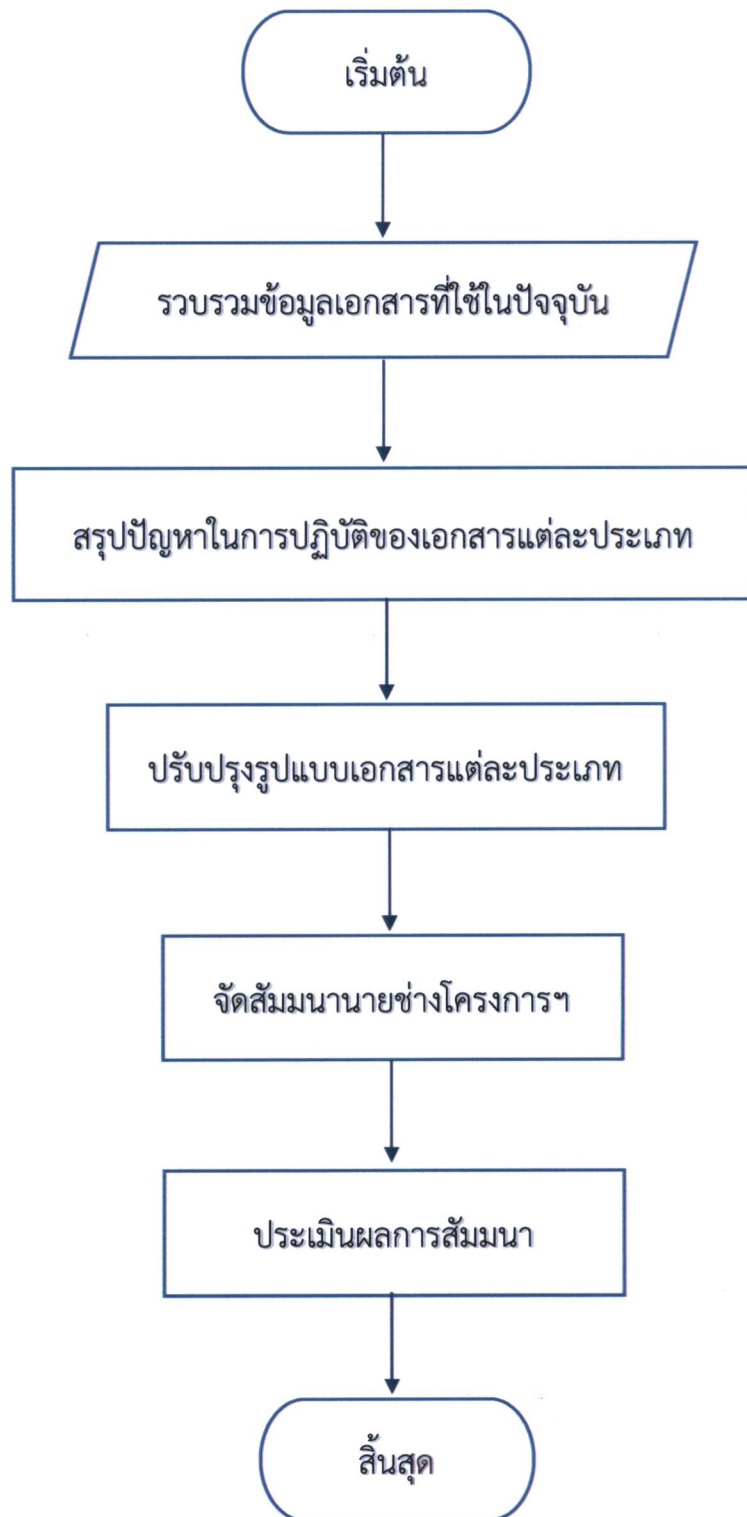 เริ่มต้น
รวบรวมข้อมูลเอกสารที่ใช้ในปัจจุบัน
สรุปปัญหาในการปฏิบัติของเอกสารแต่ละประเภท
ปรับปรุงรูปแบบเอกสารแต่ละประเภท
จัดสัมมนานายช่างโครงการฯ
ประเมินผลการสัมมนา
สิ้นสุด